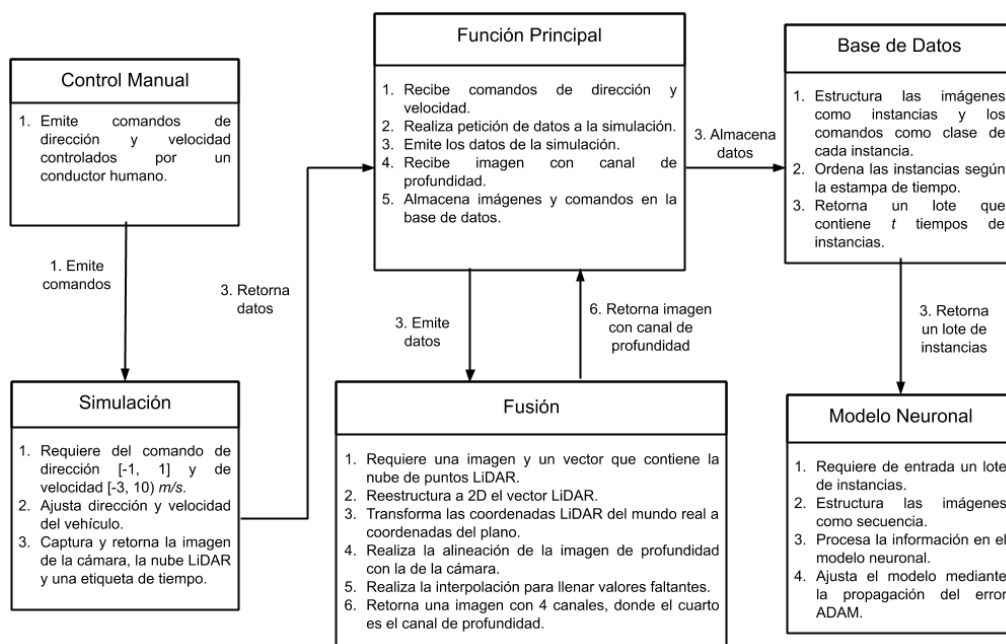 Control Manual
1. Emite comandos de
dirección y velocidad
controlados por un
conductor humano.
1. Emite
comandos
Simulación
1. Requiere del comando de
dirección [-1, 1] y de
velocidad [-3, 10) m/s.
2. Ajusta dirección y velocidad
del vehículo.
3. Captura y retorna la imagen
de la cámara, la nube LiDAR
y una etiqueta de tiempo.
3. Retorna
datos
Función Principal
1. Recibe comandos de dirección y
velocidad.
2. Realiza petición de datos a la simulación.
3. Emite los datos de la simulación.
4. Recibe imagen con canal de
profundidad.
5. Almacena imágenes y comandos en la
base de datos.
3. Emite
datos
6. Retorna imagen
con canal de
profundidad
Fusión
1. Requiere una imagen y un vector que contiene la
nube de puntos LiDAR.
2. Reestructura a 2D el vector LiDAR.
3. Transforma las coordenadas LiDAR del mundo real a
coordenadas del plano.
4. Realiza la alineación de la imagen de profundidad
con la de la cámara.
5. Realiza la interpolación para llenar valores faltantes.
6. Retorna una imagen con 4 canales, donde el cuarto
es el canal de profundidad.
3. Almacena
datos
Base de Datos
1. Estructura las imágenes
como instancias y los
comandos como clase de
cada instancia.
2. Ordena las instancias según
la estampa de tiempo.
3. Retorna un lote que
contiene t tiempos de
instancias.
3. Retorna
un lote de
instancias
Modelo Neuronal
1. Requiere de entrada un lote
de instancias.
2. Estructura las imágenes
como secuencia.
3. Procesa la información en el
modelo neuronal.
4. Ajusta el modelo mediante
la propagación del error
ADAM.